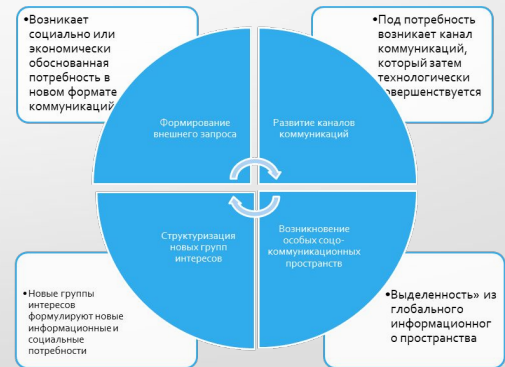 •Возникает
социально или
экономически
обоснованная
потребность в
новом формате
коммуникаций
•Под потребность
возникает канал
коммуникаций,
который затем
технологически
совершенствуется
Формирование
внешнего запроса
Развитие каналов
коммуникаций
Структуризация
новых групп
интересов
Возникновение
особых соцо-
коммуникационных
пространств
•Новые группы
интересов
формулируют новые
информационные и
социальные
потребности
•Выделенность» из
глобального
информационног
о пространства